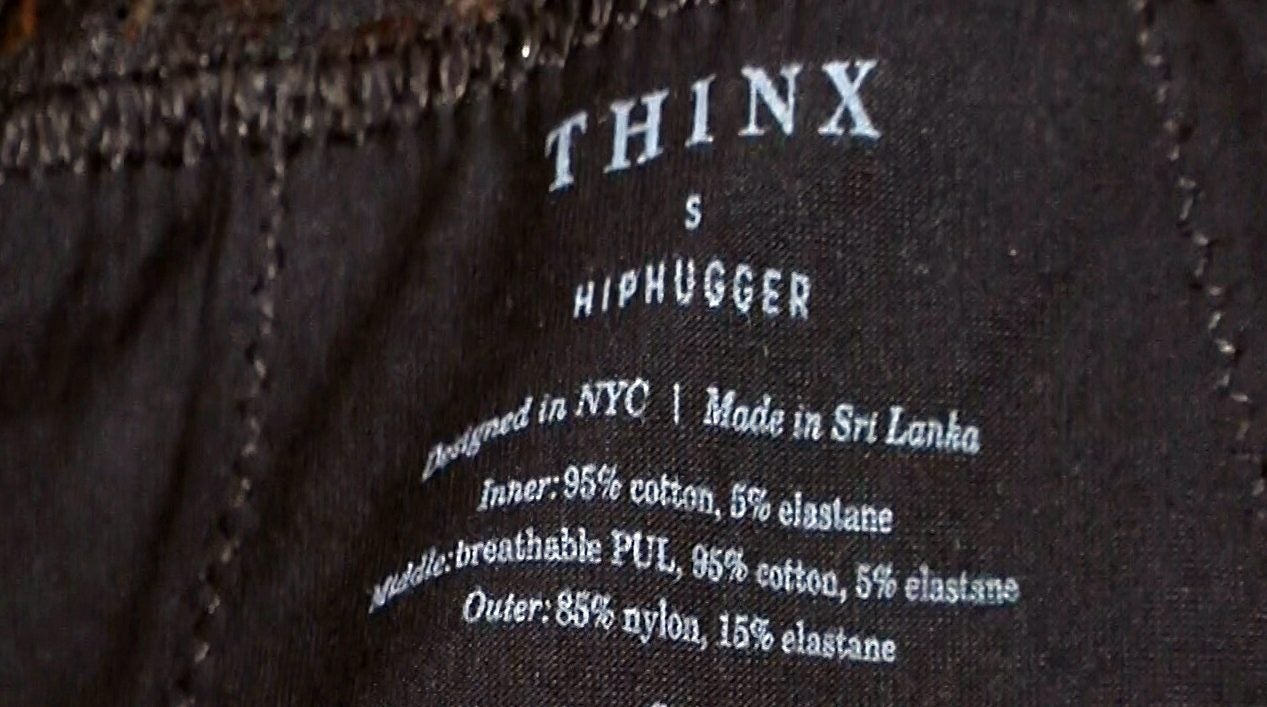 THINX
S
HIPHUGGER
Designed in NYC | Made in Sri Lanka
Inner: 95% cotton, 5% elastane
Middle: breathable PUL, 95% cotton, 5% elastane
Outer: 85% nylon, 15% elastane